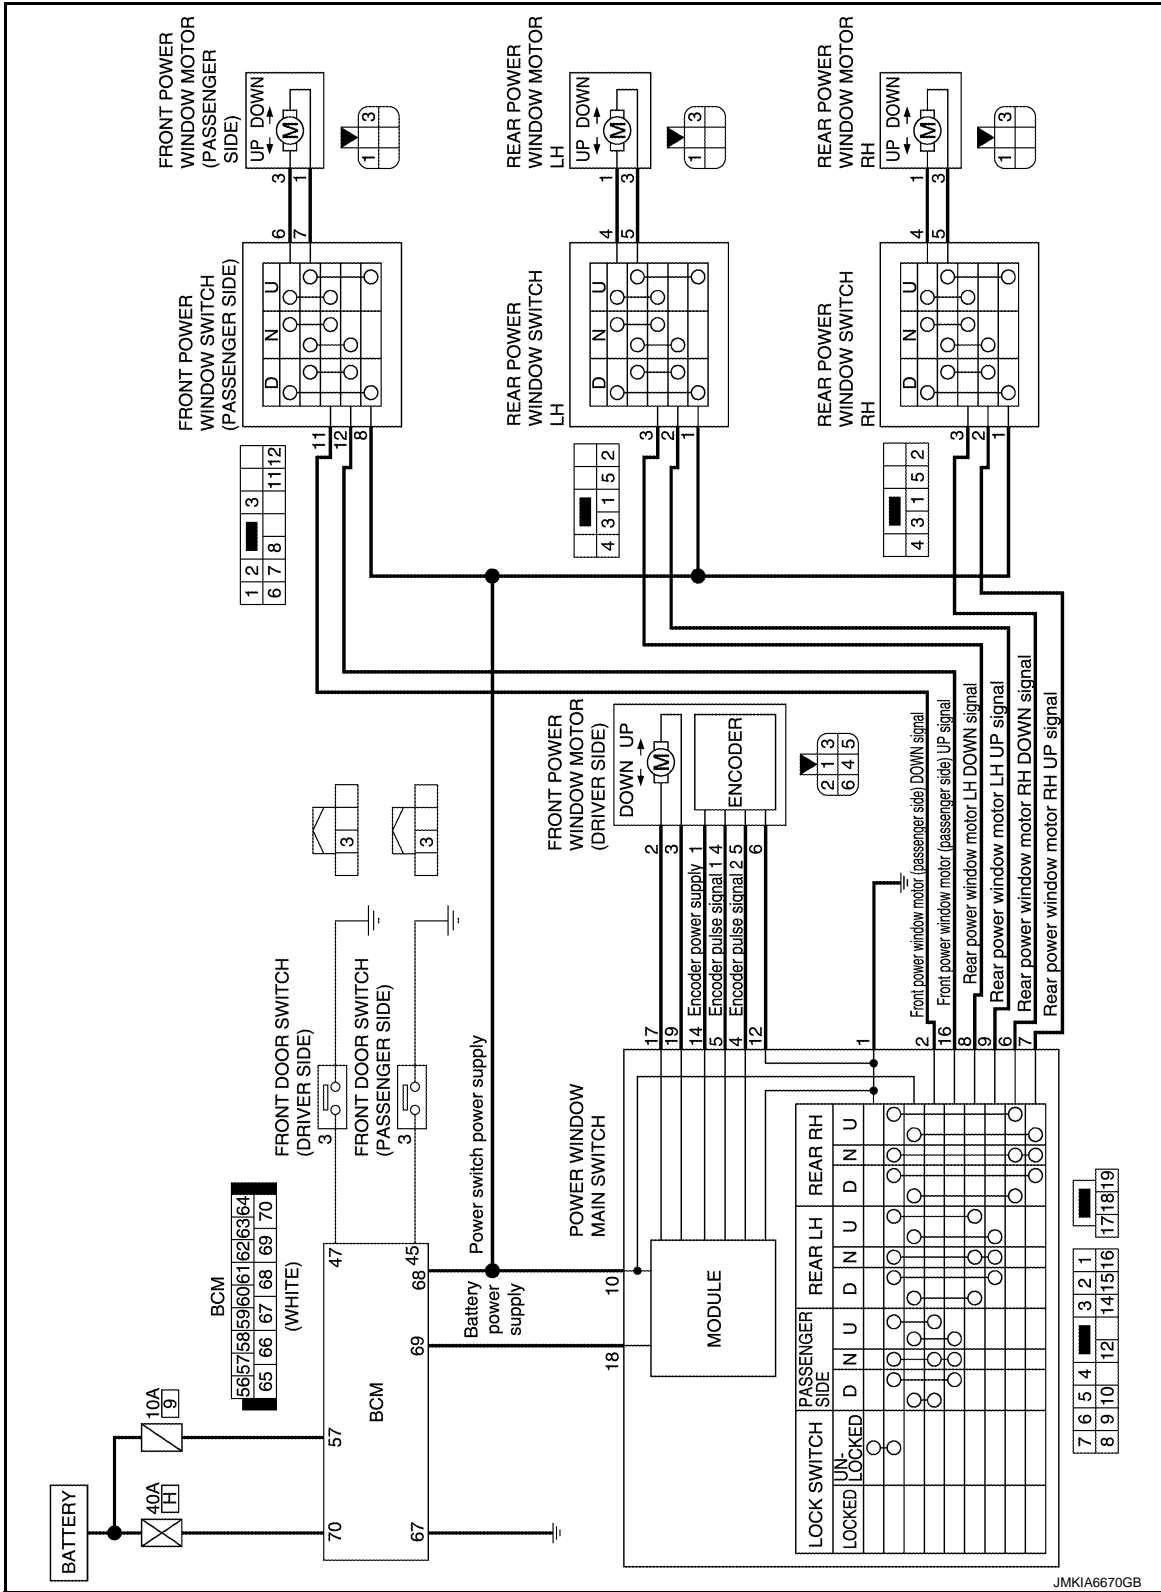 BATTERY
40A
H
10A
9
70
57
67
BCM
69
68
45
47
BCM
56 57 58 59 60 61 62 63 64
65 66 67 68 69 70
(WHITE)
FRONT DOOR SWITCH
(DRIVER SIDE)
3
FRONT DOOR SWITCH
(PASSENGER SIDE)
3
3
3
Power switch power supply
Battery
power
supply
POWER WINDOW
MAIN SWITCH
18
10
MODULE
17
19
14
5
4
12
1
2
16
8
9
6
7
Encoder power supply
Encoder pulse signal 1
Encoder pulse signal 2
2
3
1
4
5
6
FRONT POWER
WINDOW MOTOR
(DRIVER SIDE)
DOWN UP
M
ENCODER
2 1 3
6 4 5
Front power window motor (passenger side) DOWN signal
Front power window motor (passenger side) UP signal
Rear power window motor LH DOWN signal
Rear power window motor LH UP signal
Rear power window motor RH DOWN signal
Rear power window motor RH UP signal
LOCK SWITCH
LOCKED
UN-
LOCKED
PASSENGER
SIDE
D N U
REAR LH
D N U
REAR RH
D N U
7 6 5 4 3 2 1
8 9 10 12 14 15 16
17 18 19
FRONT POWER
WINDOW SWITCH
(PASSENGER SIDE)
D N U
11
12
8
6
7
1 2 3
6 7 8 11 12
FRONT POWER
WINDOW MOTOR
(PASSENGER
SIDE)
UP DOWN
M
3
1
1 3
REAR POWER
WINDOW SWITCH
LH
D N U
3
2
1
4
5
4 3 1 5 2
REAR POWER
WINDOW MOTOR
LH
UP DOWN
M
1
3
1 3
REAR POWER
WINDOW SWITCH
RH
D N U
3
2
1
4
5
4 3 1 5 2
REAR POWER
WINDOW MOTOR
RH
UP DOWN
M
1
3
1 3
JMKIA6670GB